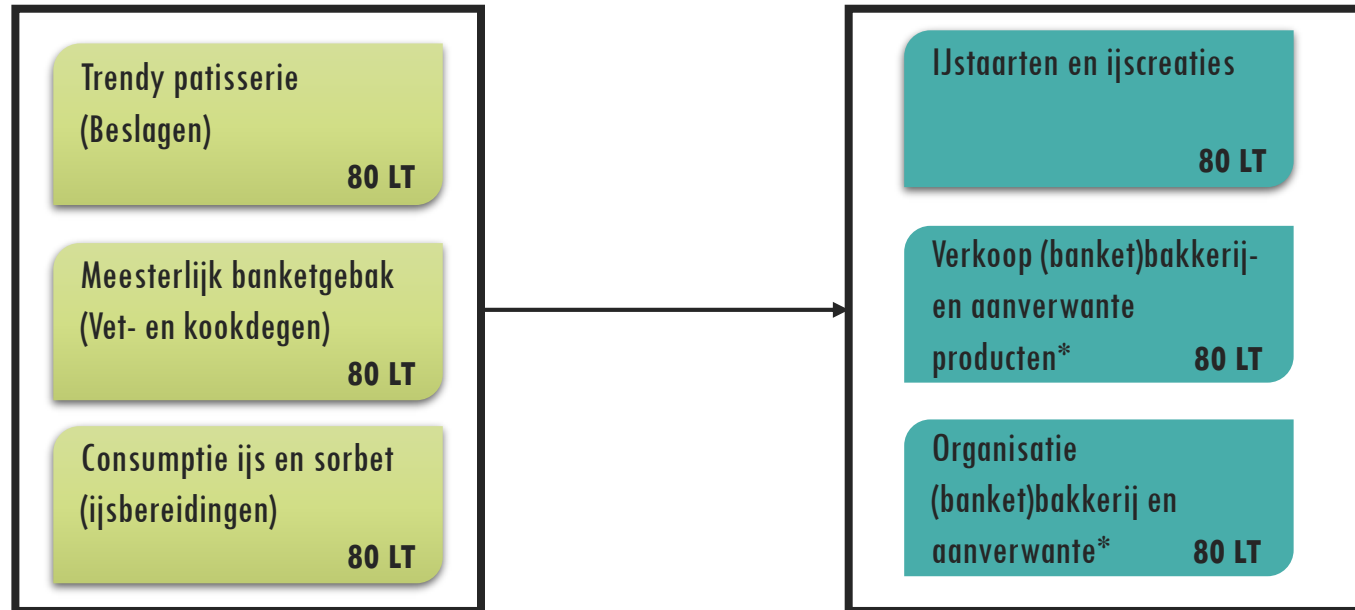 Trendy patisserie
(Beslagen)
80 LT
Meesterlijk banketgebak
(Vet- en kookdegen)
80 LT
Consumptie ijs en sorbet
(ijsbereidingen)
80 LT
IJstaarten en ijscreaties
80 LT
Verkoop (banket)bakkerij-
en aanverwante
producten* 80 LT
Organisatie
(banket)bakkerij en
aanverwante* 80 LT